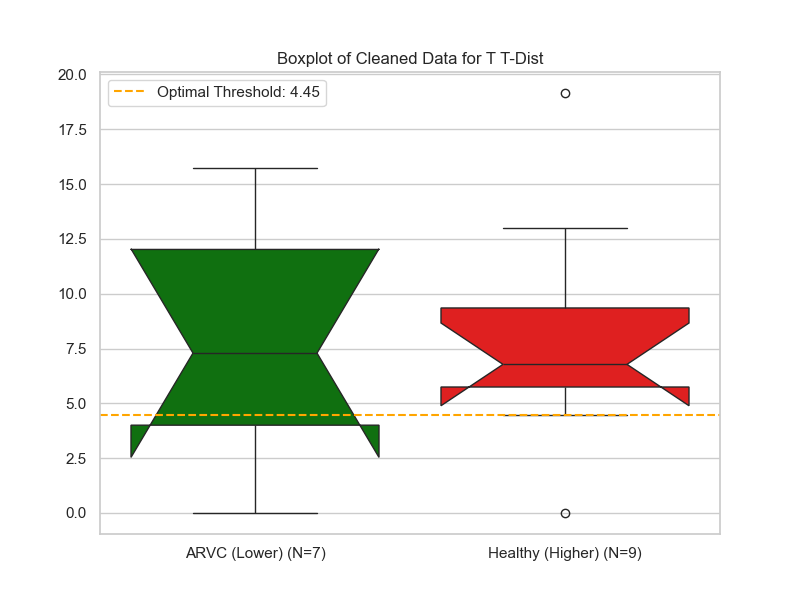 Boxplot of Cleaned Data for T T-Dist
20.0
Optimal Threshold: 4.45
17.5
15.0
12.5
10.0
7.5
5.0
2.5
0.0
ARVC (Lower) (N=7)
Healthy (Higher) (N=9)